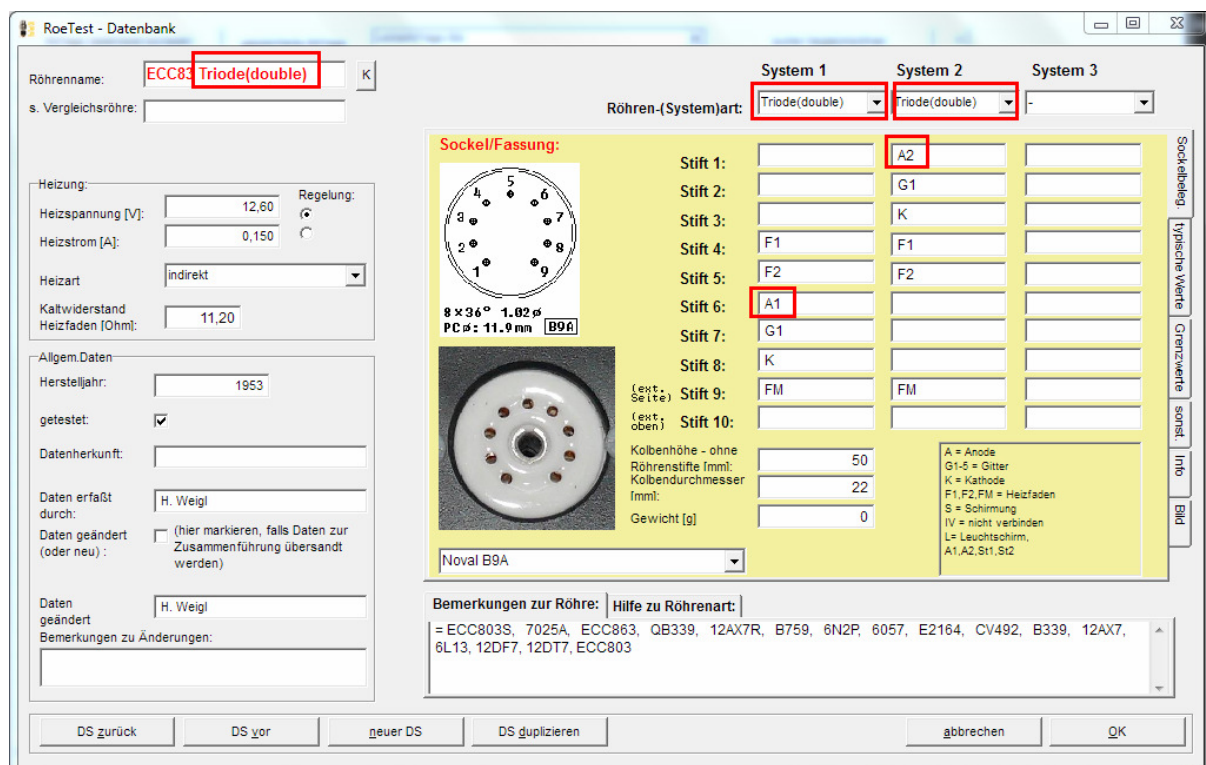 RoeTest - Datenbank
Röhrenname: ECC83 Triode(double) K
s. Vergleichsröhre:
System 1 System 2 System 3
Röhren-(System)art: Triode(double) Triode(double) -
Heizung:
Regelung:
Heizspannung [V]: 12,60
Heizstrom [A]: 0,150
Heizart indirekt
Kaltwiderstand
Heizfaden [Ohm]: 11,20
Allgem.Daten
Herstelljahr: 1953
getestet:
Datenherkunft:
Daten erfaßt
durch: H. Weigl
Daten geändert
(oder neu) :
(hier markieren, falls Daten zur
Zusammenführung übersandt
werden)
Daten
geändert H. Weigl
Bemerkungen zu Änderungen:
Sockel/Fassung:
1 2 3 4 5 6 7 8 9
8×36° 1.02ø
PCø: 11.9mm B9A
Stift 1: A2
Stift 2: G1
Stift 3: K
Stift 4: F1 F1
Stift 5: F2 F2
Stift 6: A1
Stift 7: G1
Stift 8: K
(ext. Seite) Stift 9: FM FM
(ext. oben) Stift 10:
Kolbenhöhe - ohne
Röhrenstifte [mm]: 50
Kolbendurchmesser
[mm]: 22
Gewicht [g] 0
A = Anode
G1-5 = Gitter
K = Kathode
F1,F2,FM = Heizfaden
S = Schirmung
IV = nicht verbinden
L= Leuchtschirm,
A1,A2,St1,St2
Noval B9A
Sockelbeleg.
typische Werte
Grenzwerte
sonst.
Info
Bild
Bemerkungen zur Röhre: Hilfe zu Röhrenart:
= ECC803S, 7025A, ECC863, QB339, 12AX7R, B759, 6N2P, 6057, E2164, CV492, B339, 12AX7,
6L13, 12DF7, 12DT7, ECC803
DS zurück DS vor neuer DS DS duplizieren abbrechen OK